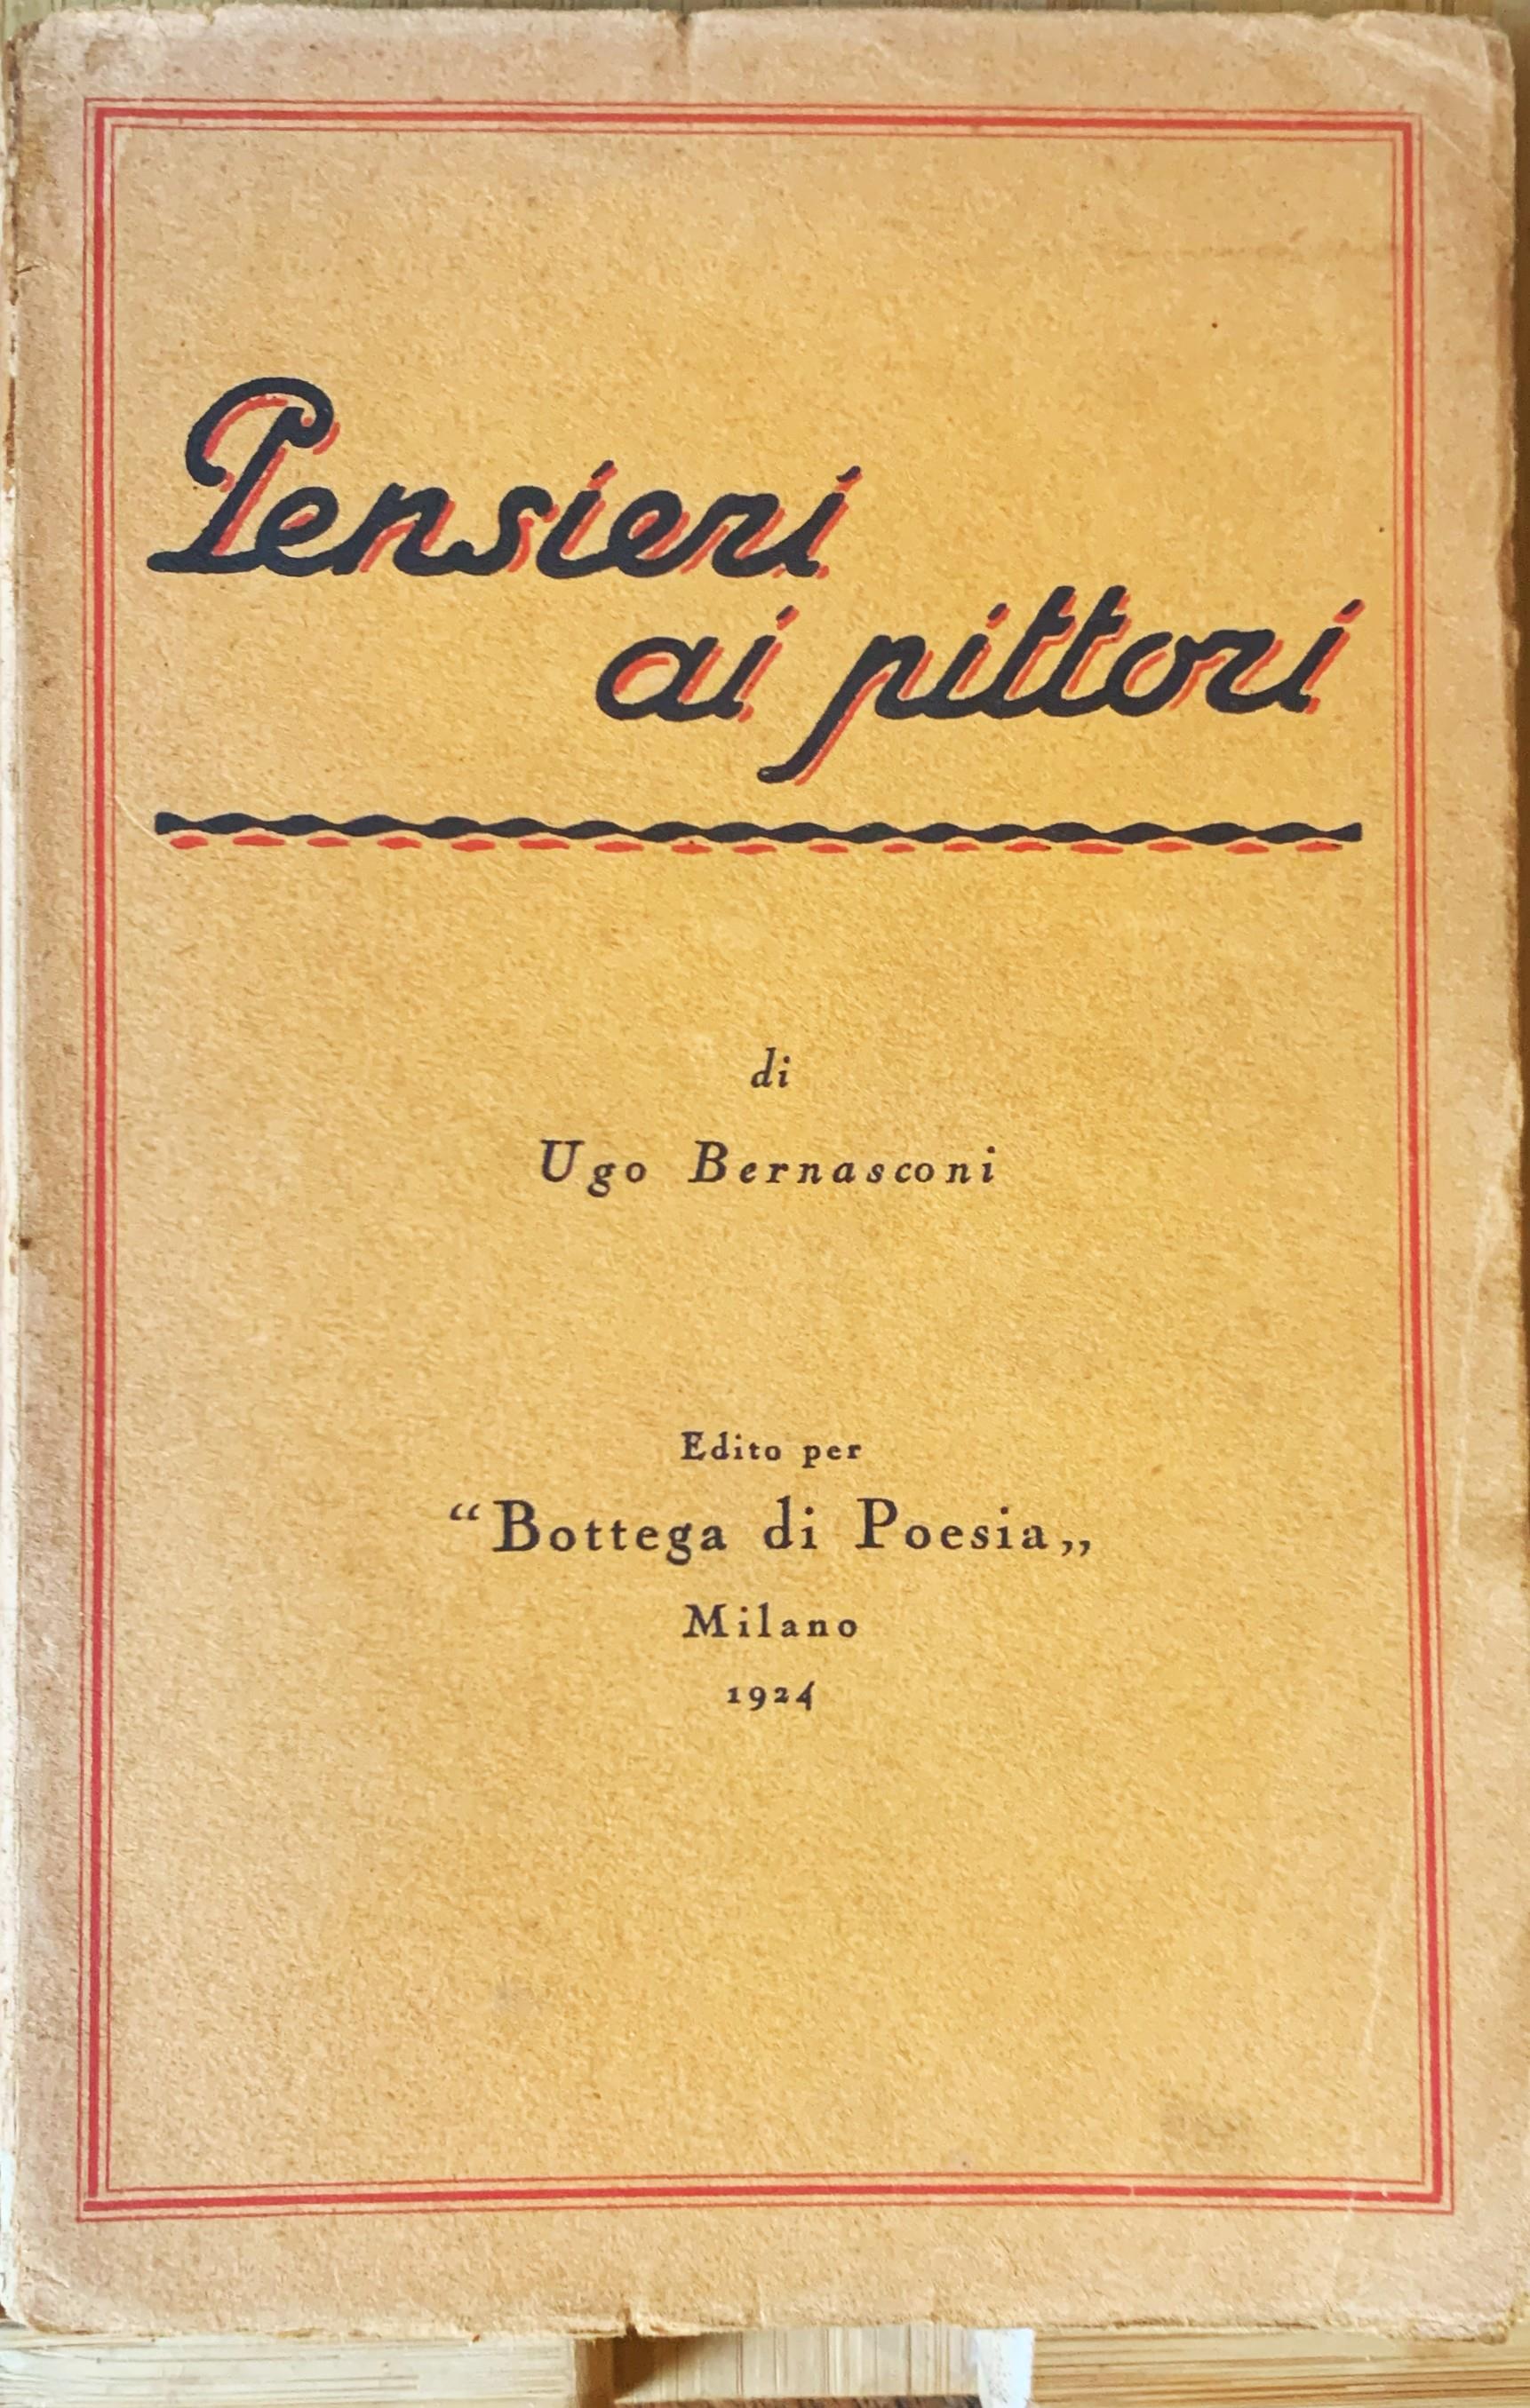 Pensieri
ai pittori
di
Ugo Bernasconi
Edito per
“Bottega di Poesia„
Milano
1924